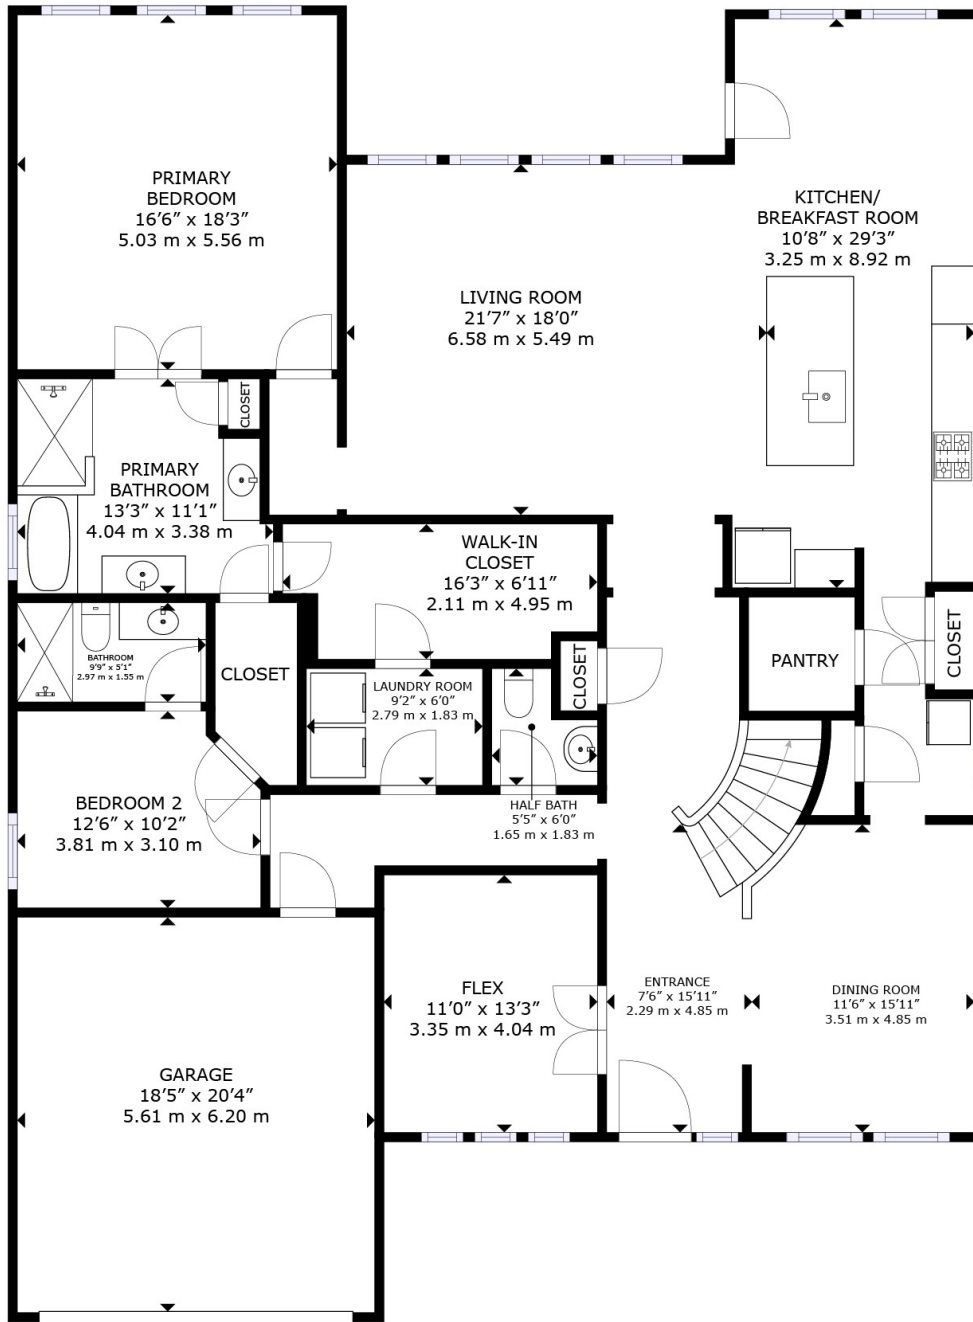 PRIMARY
BEDROOM
16'6" x 18'3"
5.03 m x 5.56 m
KITCHEN/
BREAKFAST ROOM
10'8" x 29'3"
3.25 m x 8.92 m
LIVING ROOM
21'7" x 18'0"
6.58 m x 5.49 m
CLOSET
PRIMARY
BATHROOM
13'3" x 11'1"
4.04 m x 3.38 m
WALK-IN
CLOSET
16'3" x 6'11"
2.11 m x 4.95 m
BATHROOM
9'9" x 5'1"
2.97 m x 1.55 m
CLOSET
LAUNDRY ROOM
9'2" x 6'0"
2.79 m x 1.83 m
CLOSET
PANTRY
CLOSET
BEDROOM 2
12'6" x 10'2"
3.81 m x 3.10 m
HALF BATH
5'5" x 6'0"
1.65 m x 1.83 m
FLEX
11'0" x 13'3"
3.35 m x 4.04 m
ENTRANCE
7'6" x 15'11"
2.29 m x 4.85 m
DINING ROOM
11'6" x 15'11"
3.51 m x 4.85 m
GARAGE
18'5" x 20'4"
5.61 m x 6.20 m